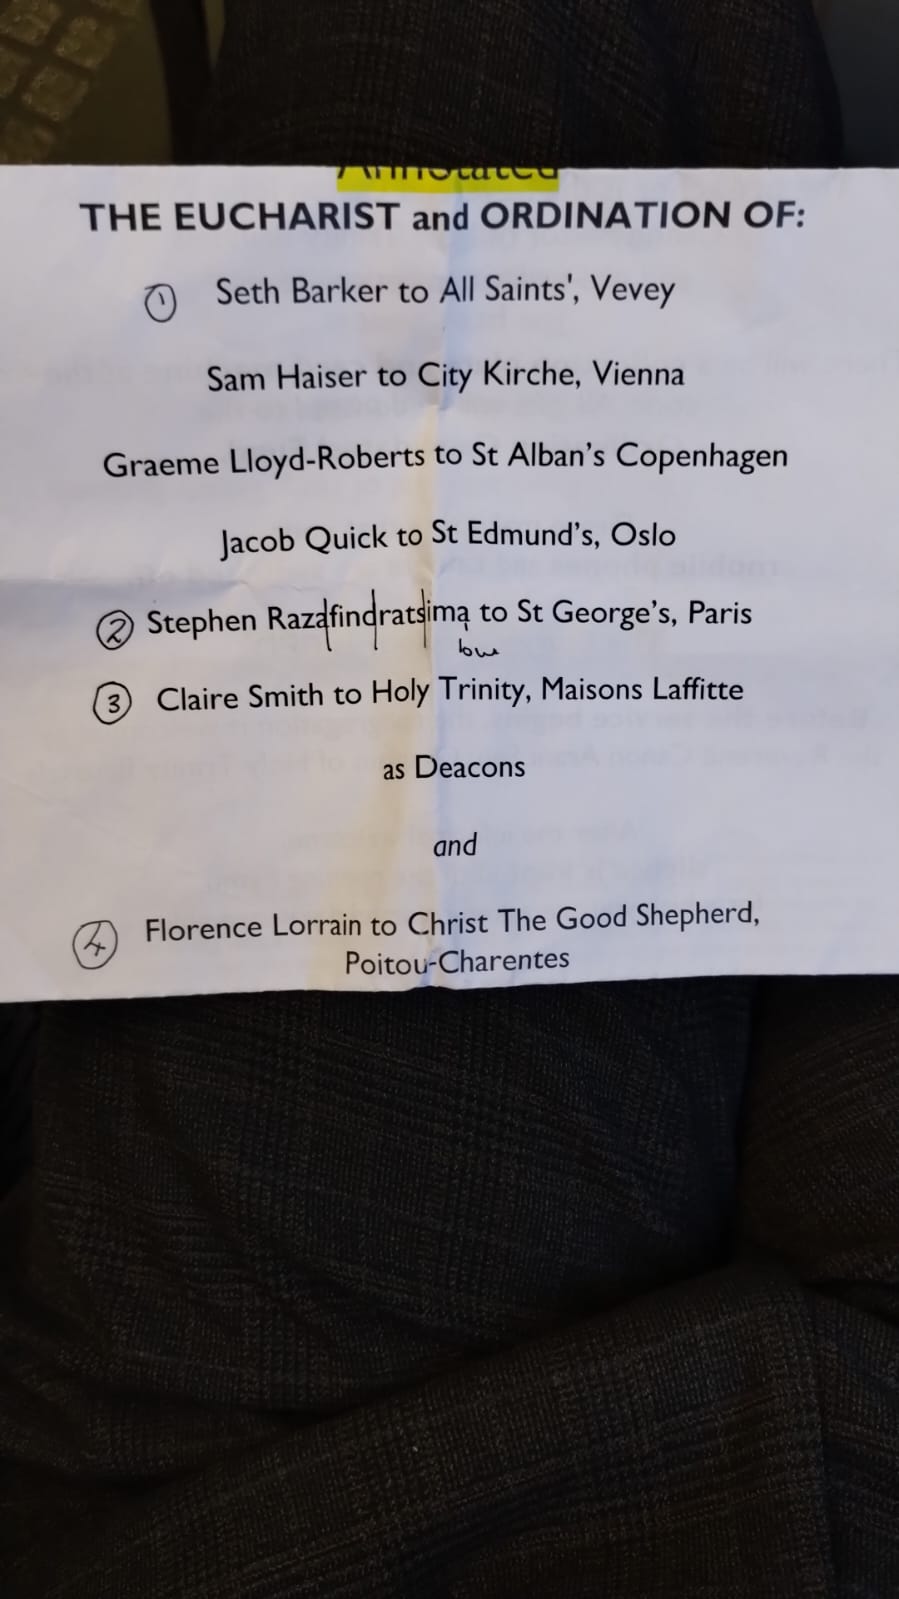 Annotated
THE EUCHARIST and ORDINATION OF:
1 Seth Barker to All Saints', Vevey
Sam Haiser to City Kirche, Vienna
Graeme Lloyd-Roberts to St Alban's Copenhagen
Jacob Quick to St Edmund's, Oslo
2 Stephen Razafindratsima to St George's, Paris
3 Claire Smith to Holy Trinity, Maisons Laffitte
as Deacons
and
4 Florence Lorrain to Christ The Good Shepherd,
Poitou-Charentes